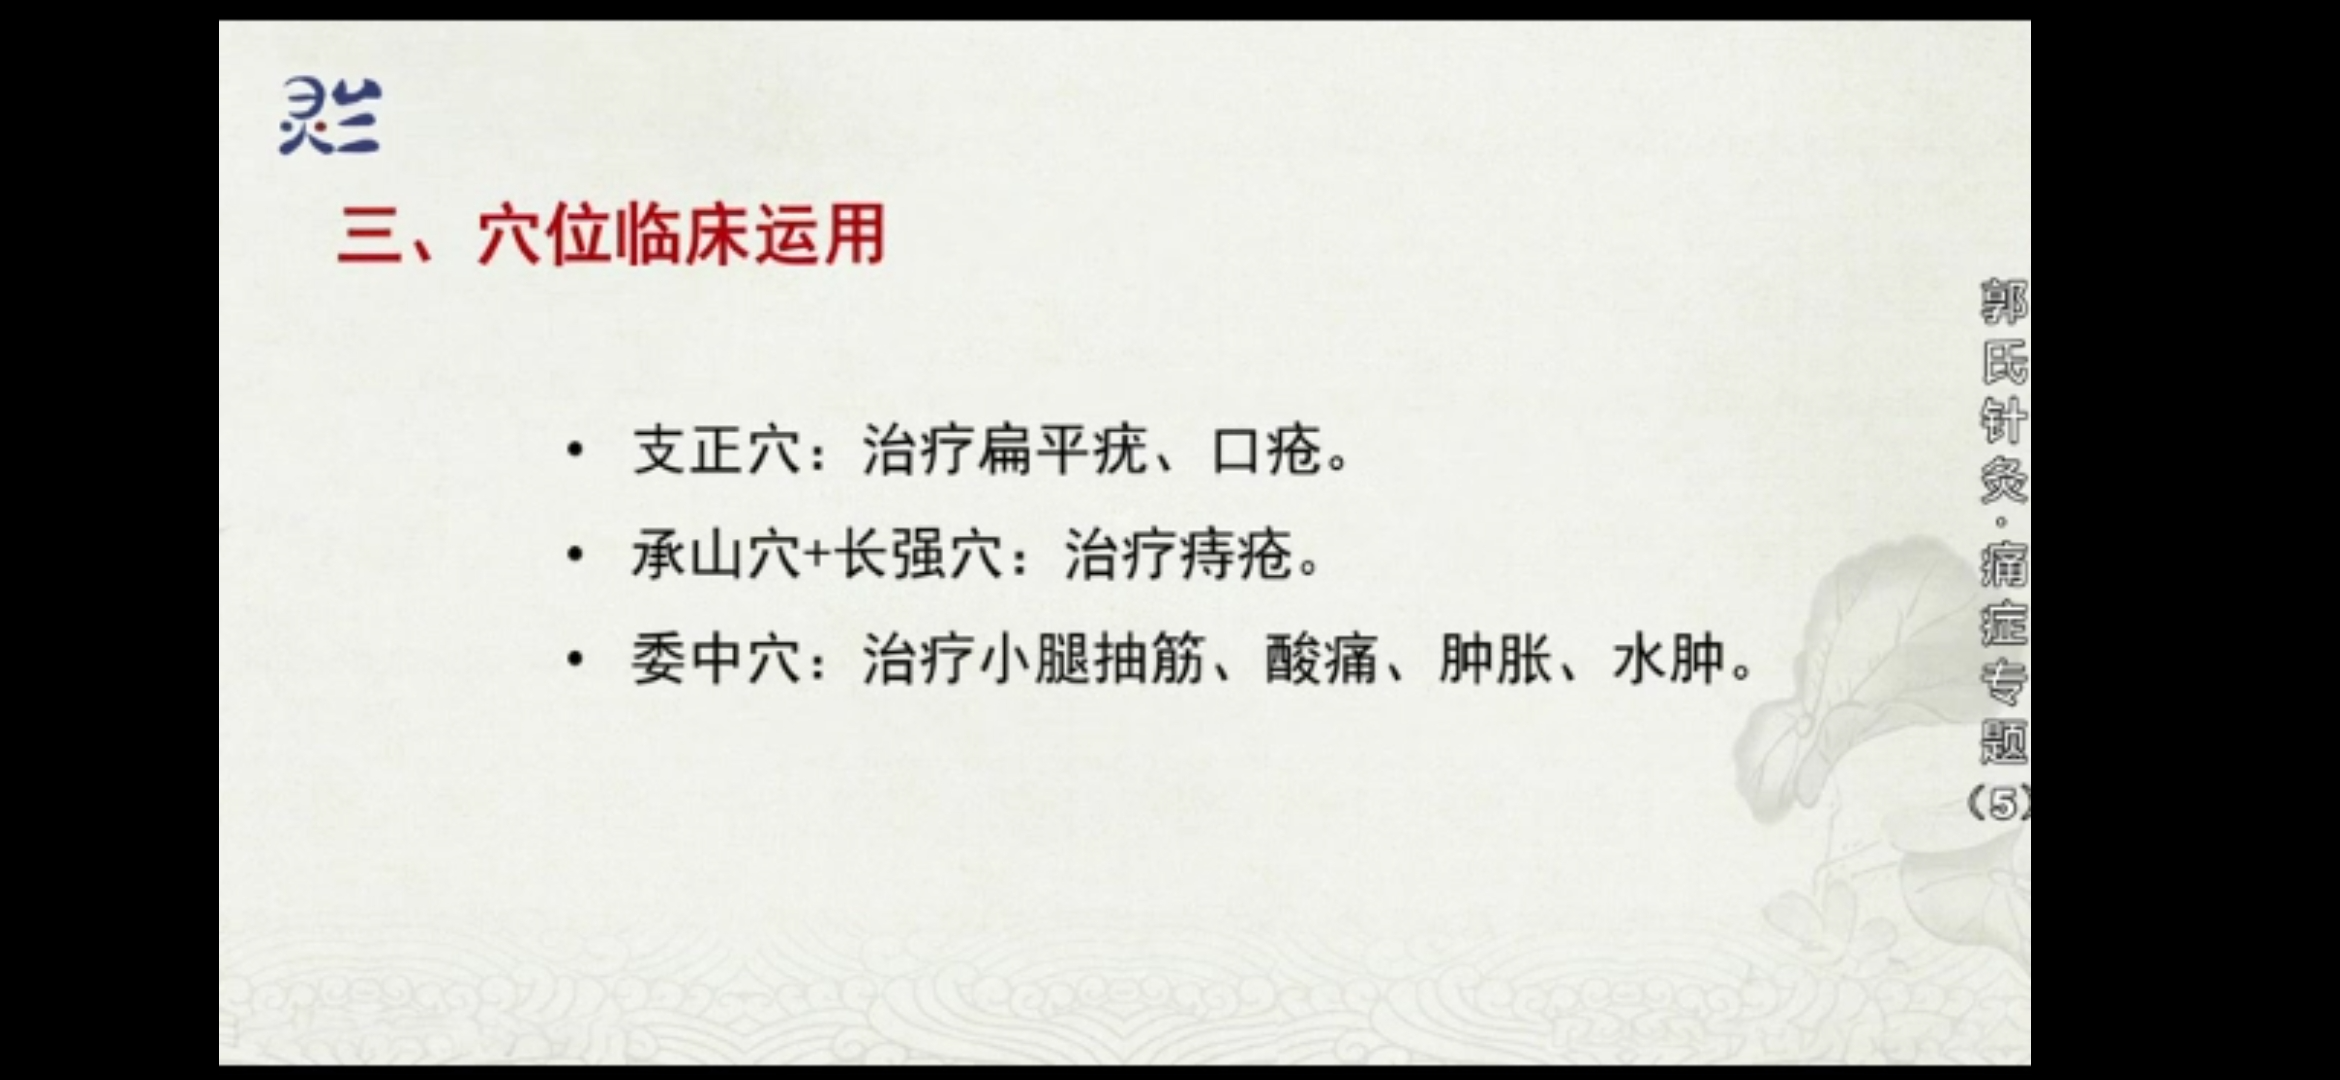 灵兰
三、穴位临床运用
• 支正穴：治疗扁平疣、口疮。
• 承山穴+长强穴：治疗痔疮。
• 委中穴：治疗小腿抽筋、酸痛、肿胀、水肿。
郭氏针灸·痛症专题（5）